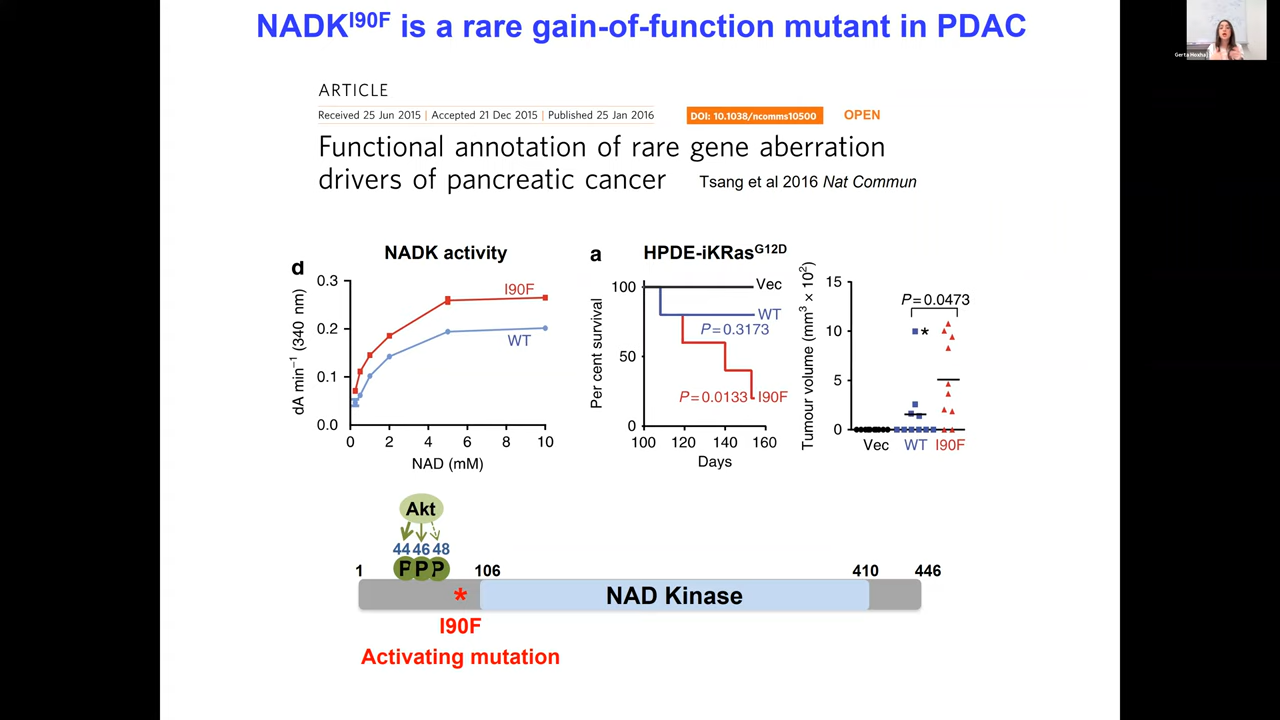 NADKI90F is a rare gain-of-function mutant in PDAC
Gerta Hoxhaj
ARTICLE
Received 25 Jun 2015 | Accepted 21 Dec 2015 | Published 25 Jan 2016
DOI: 10.1038/ncomms10500
OPEN
Functional annotation of rare gene aberration
drivers of pancreatic cancer
Tsang et al 2016 Nat Commun
d
NADK activity
0.3
0.2
0.1
0.0
dA min⁻¹ (340 nm)
I90F
WT
0 2 4 6 8 10
NAD (mM)
a
HPDE-iKRasG12D
100
50
0
Per cent survival
Vec
WT
P=0.3173
P=0.0133
I90F
100 120 140 160
Days
Tumour volume (mm³ × 10²)
15
10
5
0
P=0.0473
*
Vec WT I90F
Akt
44 46 48
P P P
1 106 410 446
* NAD Kinase
I90F
Activating mutation